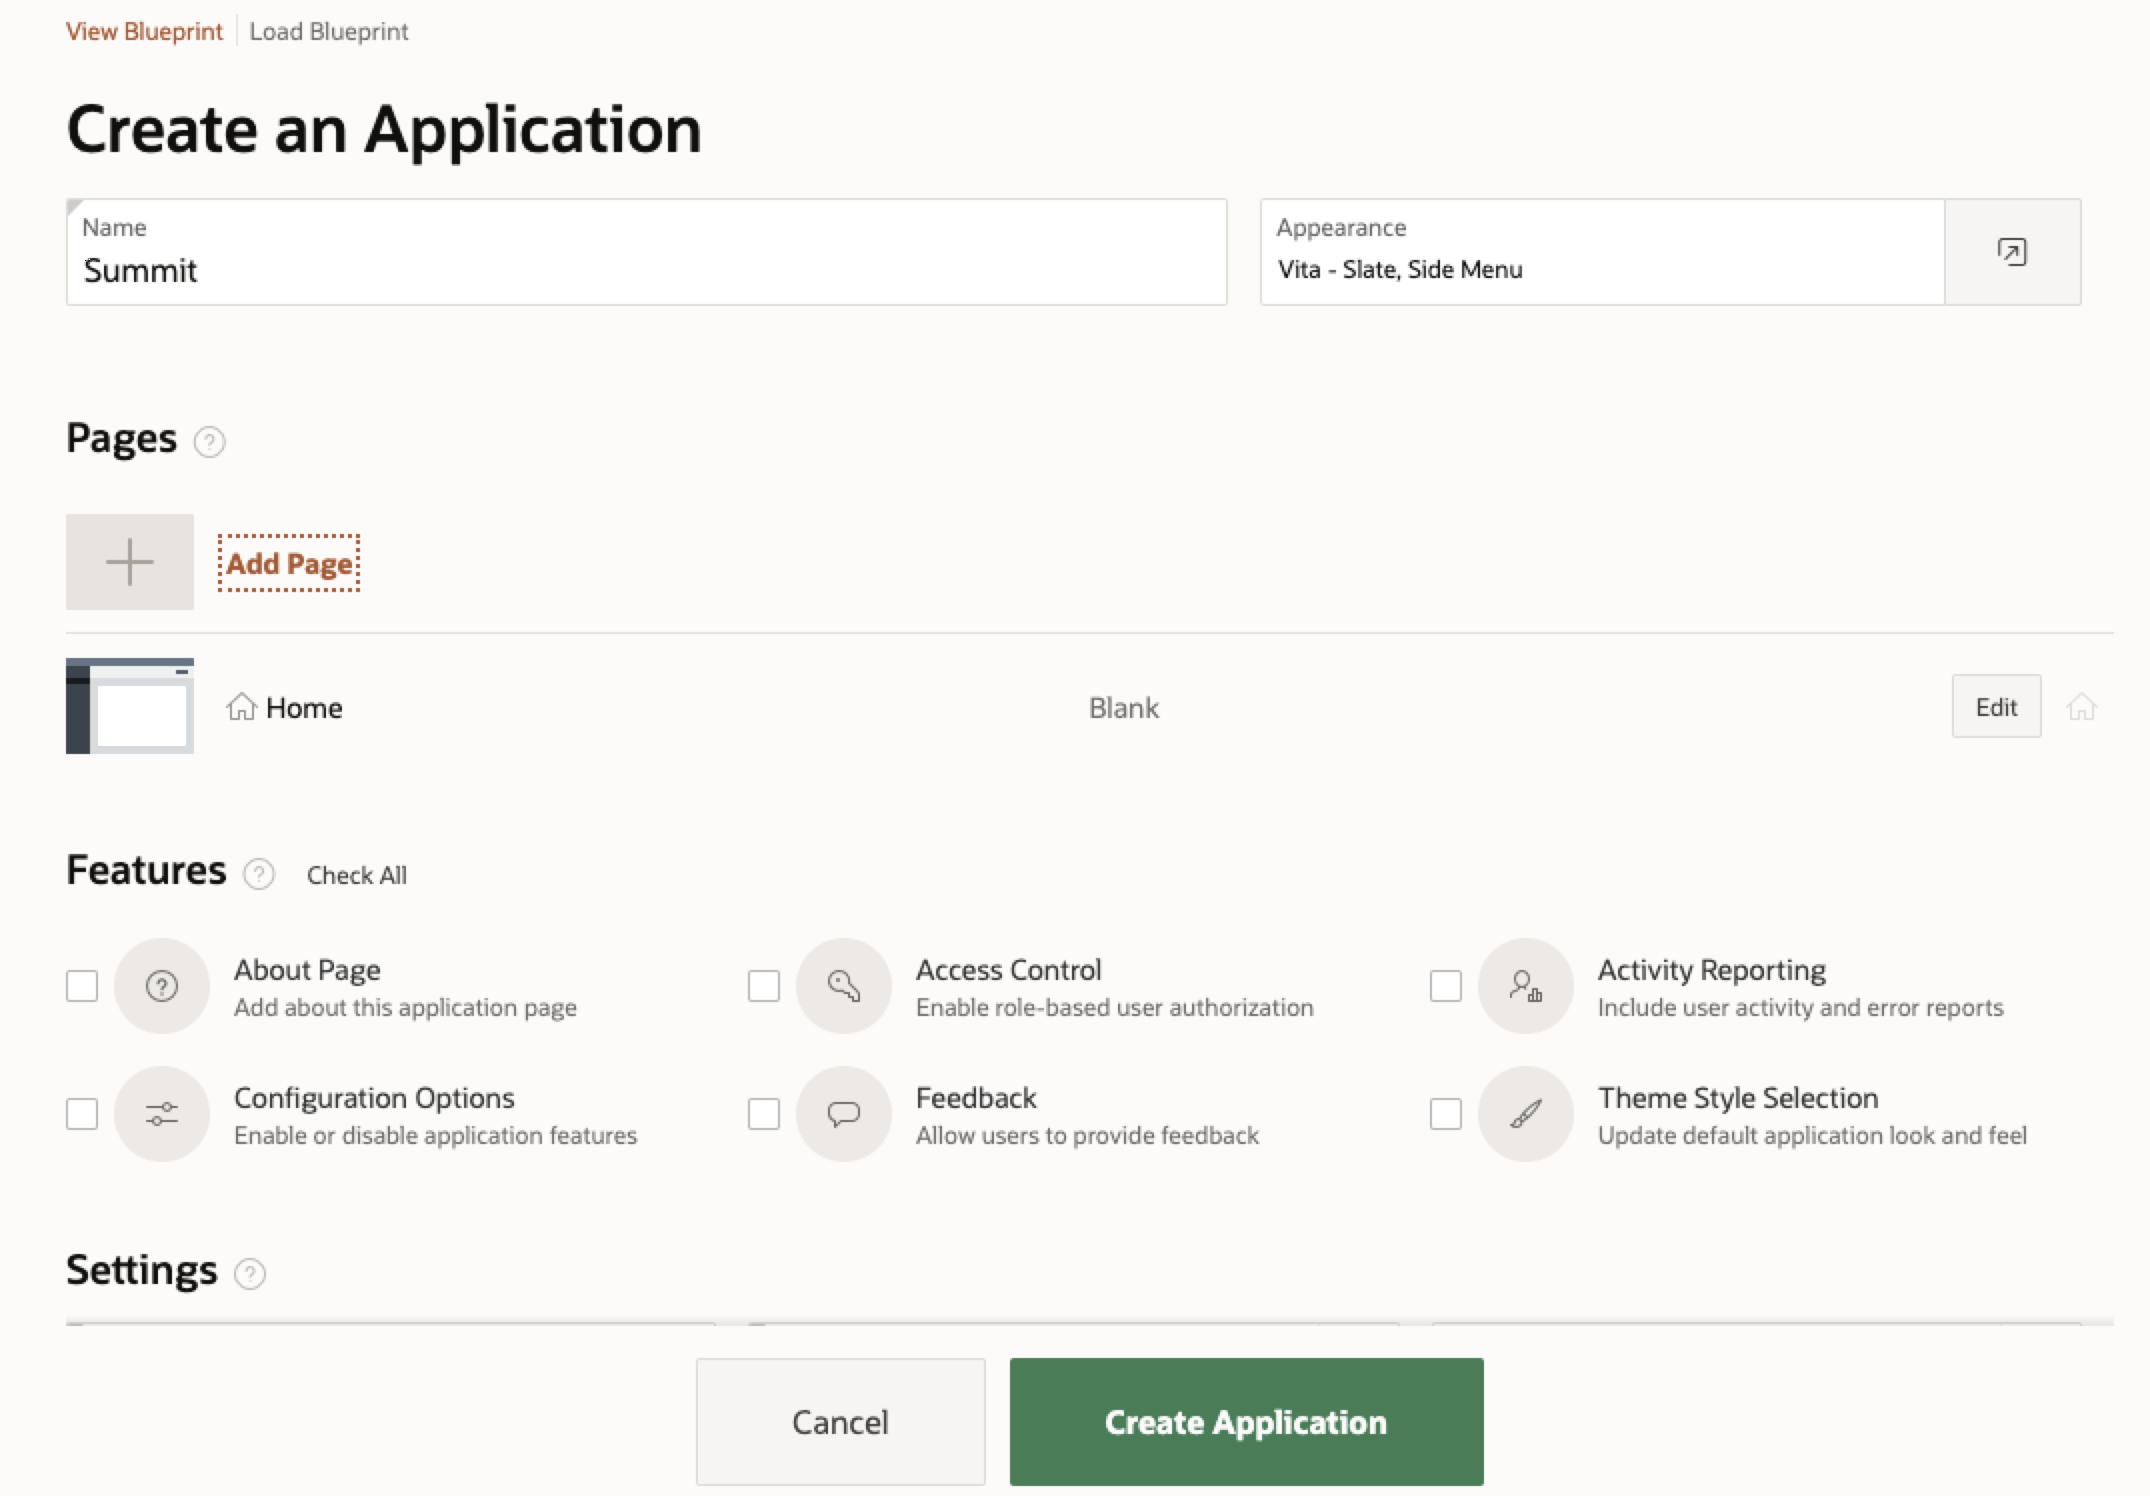 View Blueprint Load Blueprint
Create an Application
Name
Summit
Appearance
Vita - Slate, Side Menu
Pages
Add Page
Home Blank Edit
Features Check All
About Page
Add about this application page
Access Control
Enable role-based user authorization
Activity Reporting
Include user activity and error reports
Configuration Options
Enable or disable application features
Feedback
Allow users to provide feedback
Theme Style Selection
Update default application look and feel
Settings
Cancel Create Application